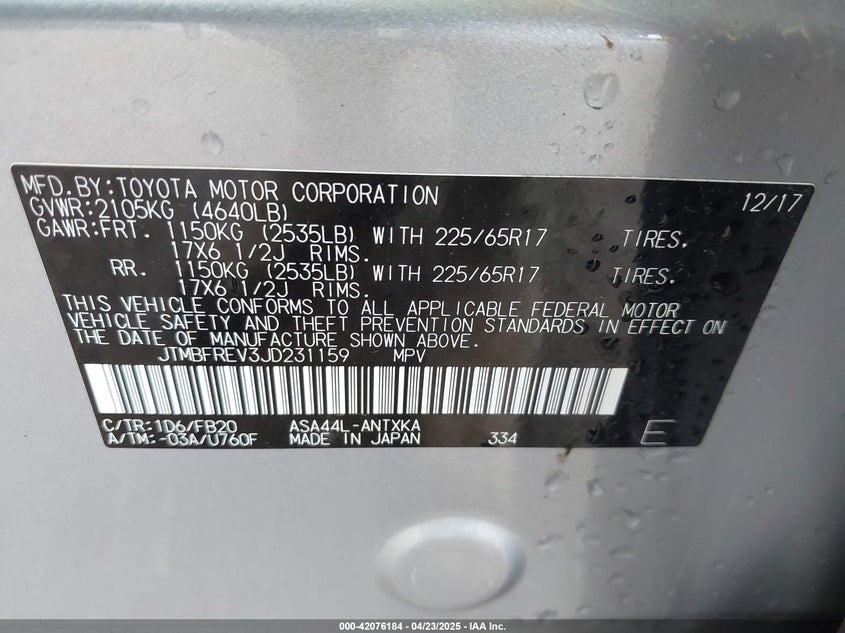 MFD.BY:TOYOTA MOTOR CORPORATION 12/17
GVWR:2105KG (4640LB)
GAWR:FRT. 1150KG (2535LB) WITH 225/65R17 TIRES.
17X6 1/2J RIMS.
RR. 1150KG (2535LB) WITH 225/65R17 TIRES.
17X6 1/2J RIMS.
THIS VEHICLE CONFORMS TO ALL APPLICABLE FEDERAL MOTOR
VEHICLE SAFETY AND THEFT PREVENTION STANDARDS IN EFFECT ON
THE DATE OF MANUFACTURE SHOWN ABOVE.
JTMBFREV3JD231159 MPV
C/TR:1D6/FB20 ASA44L-ANTXKA
A/TM:-03A/U760F MADE IN JAPAN 334 E
000-42076184 - 04/23/2025 - IAA Inc.